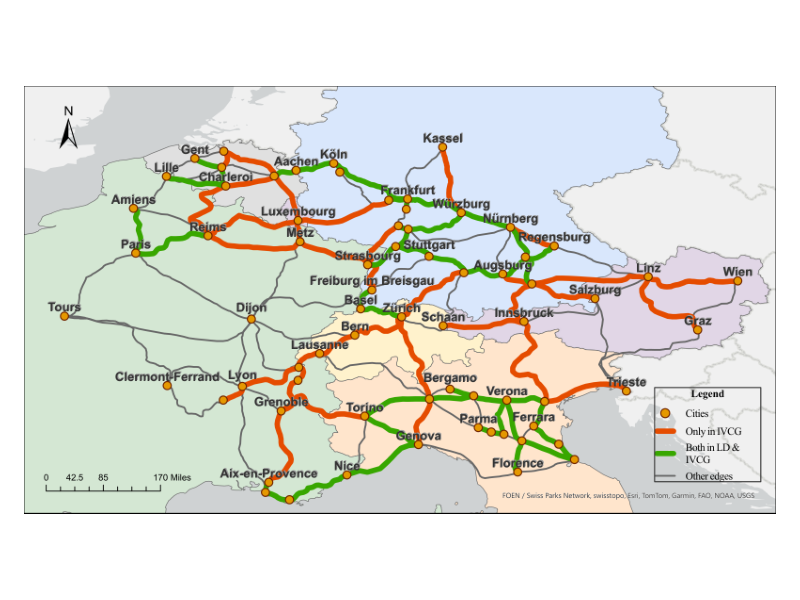 N
Kassel
Gent
Köln
Aachen
Lille
Charleroi
Frankfurt
Amiens
Würzburg
Luxembourg
Nürnberg
Reims
Metz
Regensburg
Paris
Stuttgart
Strasbourg
Augsburg
Linz
Wien
Freiburg im Breisgau
Salzburg
Basel
Tours
Dijon
Zürich
Schaan
Innsbruck
Graz
Bern
Lausanne
Clermont-Ferrand
Lyon
Bergamo
Trieste
Verona
Grenoble
Torino
Parma
Ferrara
Genova
Florence
Nice
Aix-en-Provence
Legend
Cities
Only in IVCG
Both in LD &
IVCG
Other edges
0 42.5 85 170 Miles
FOEN / Swiss Parks Network, swisstopo, Esri, TomTom, Garmin, FAO, NOAA, USGS